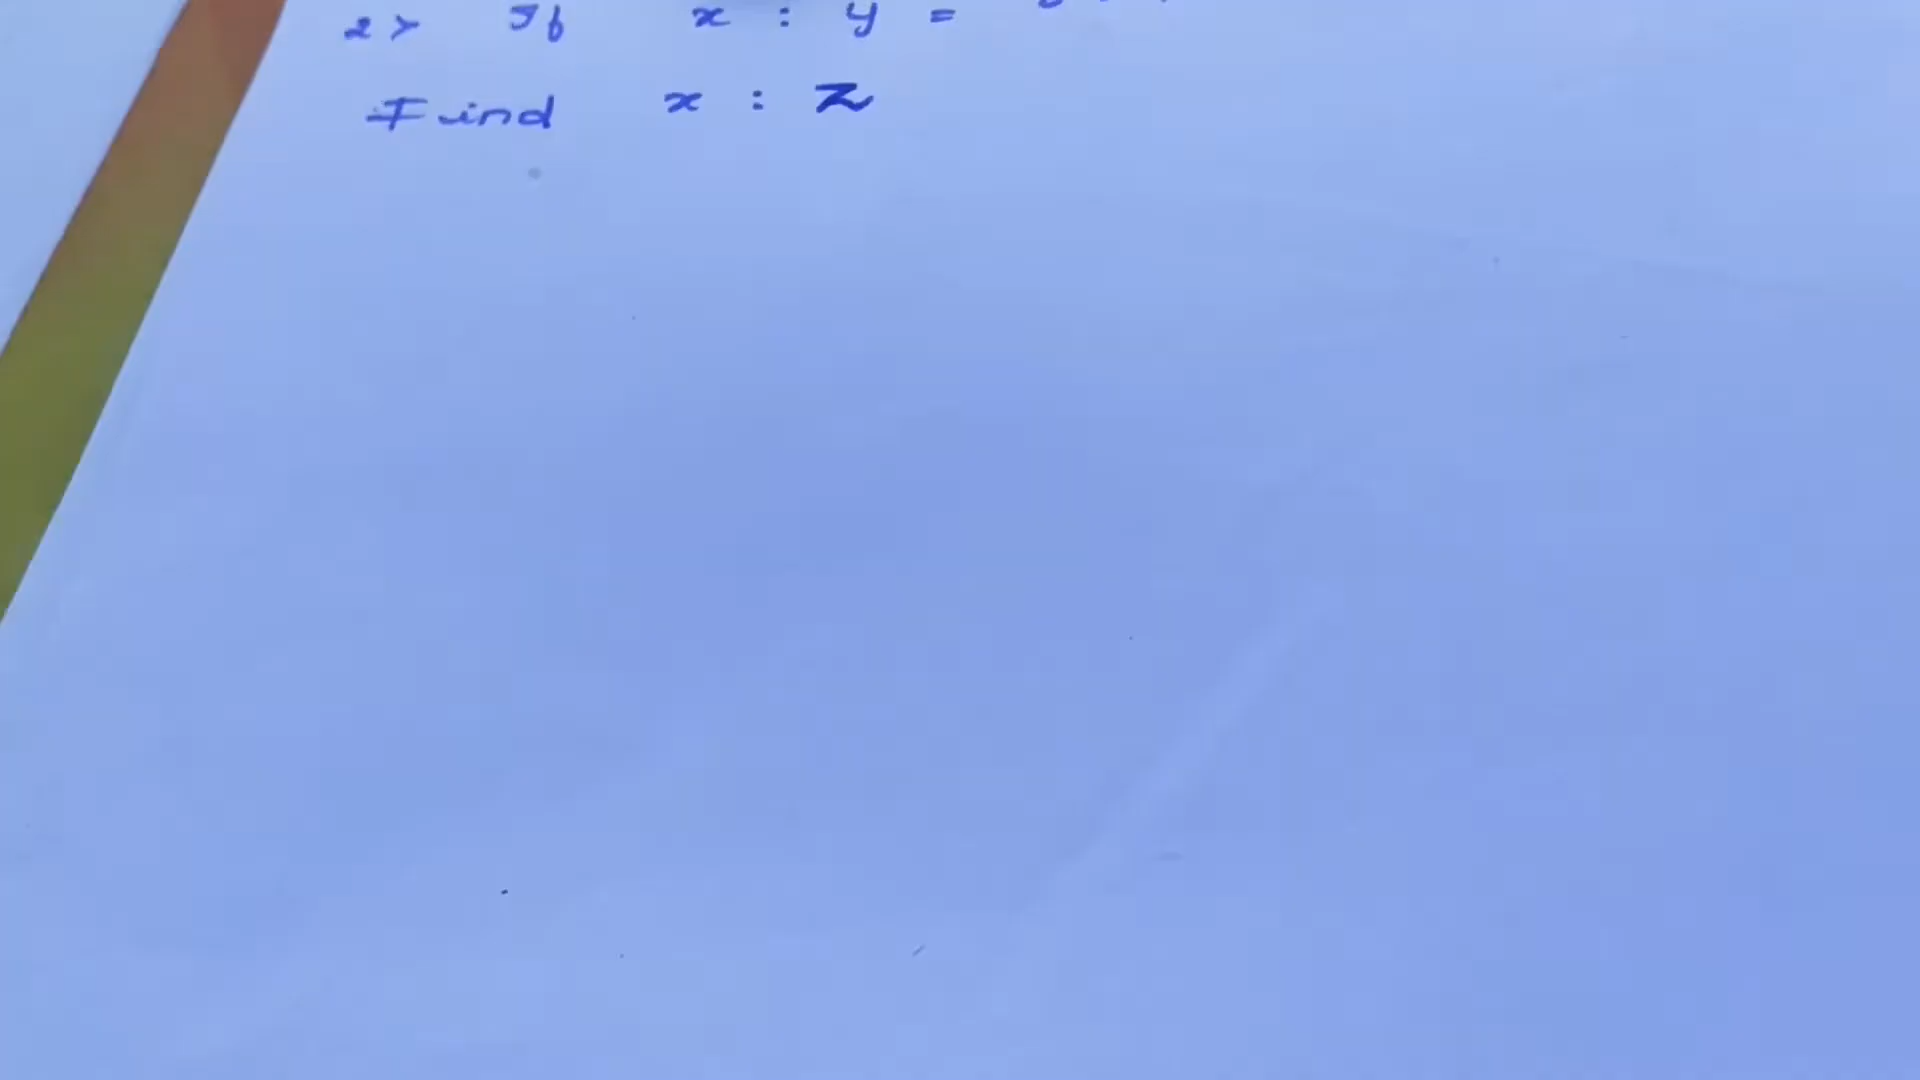 2> If x : y =
Find x : z